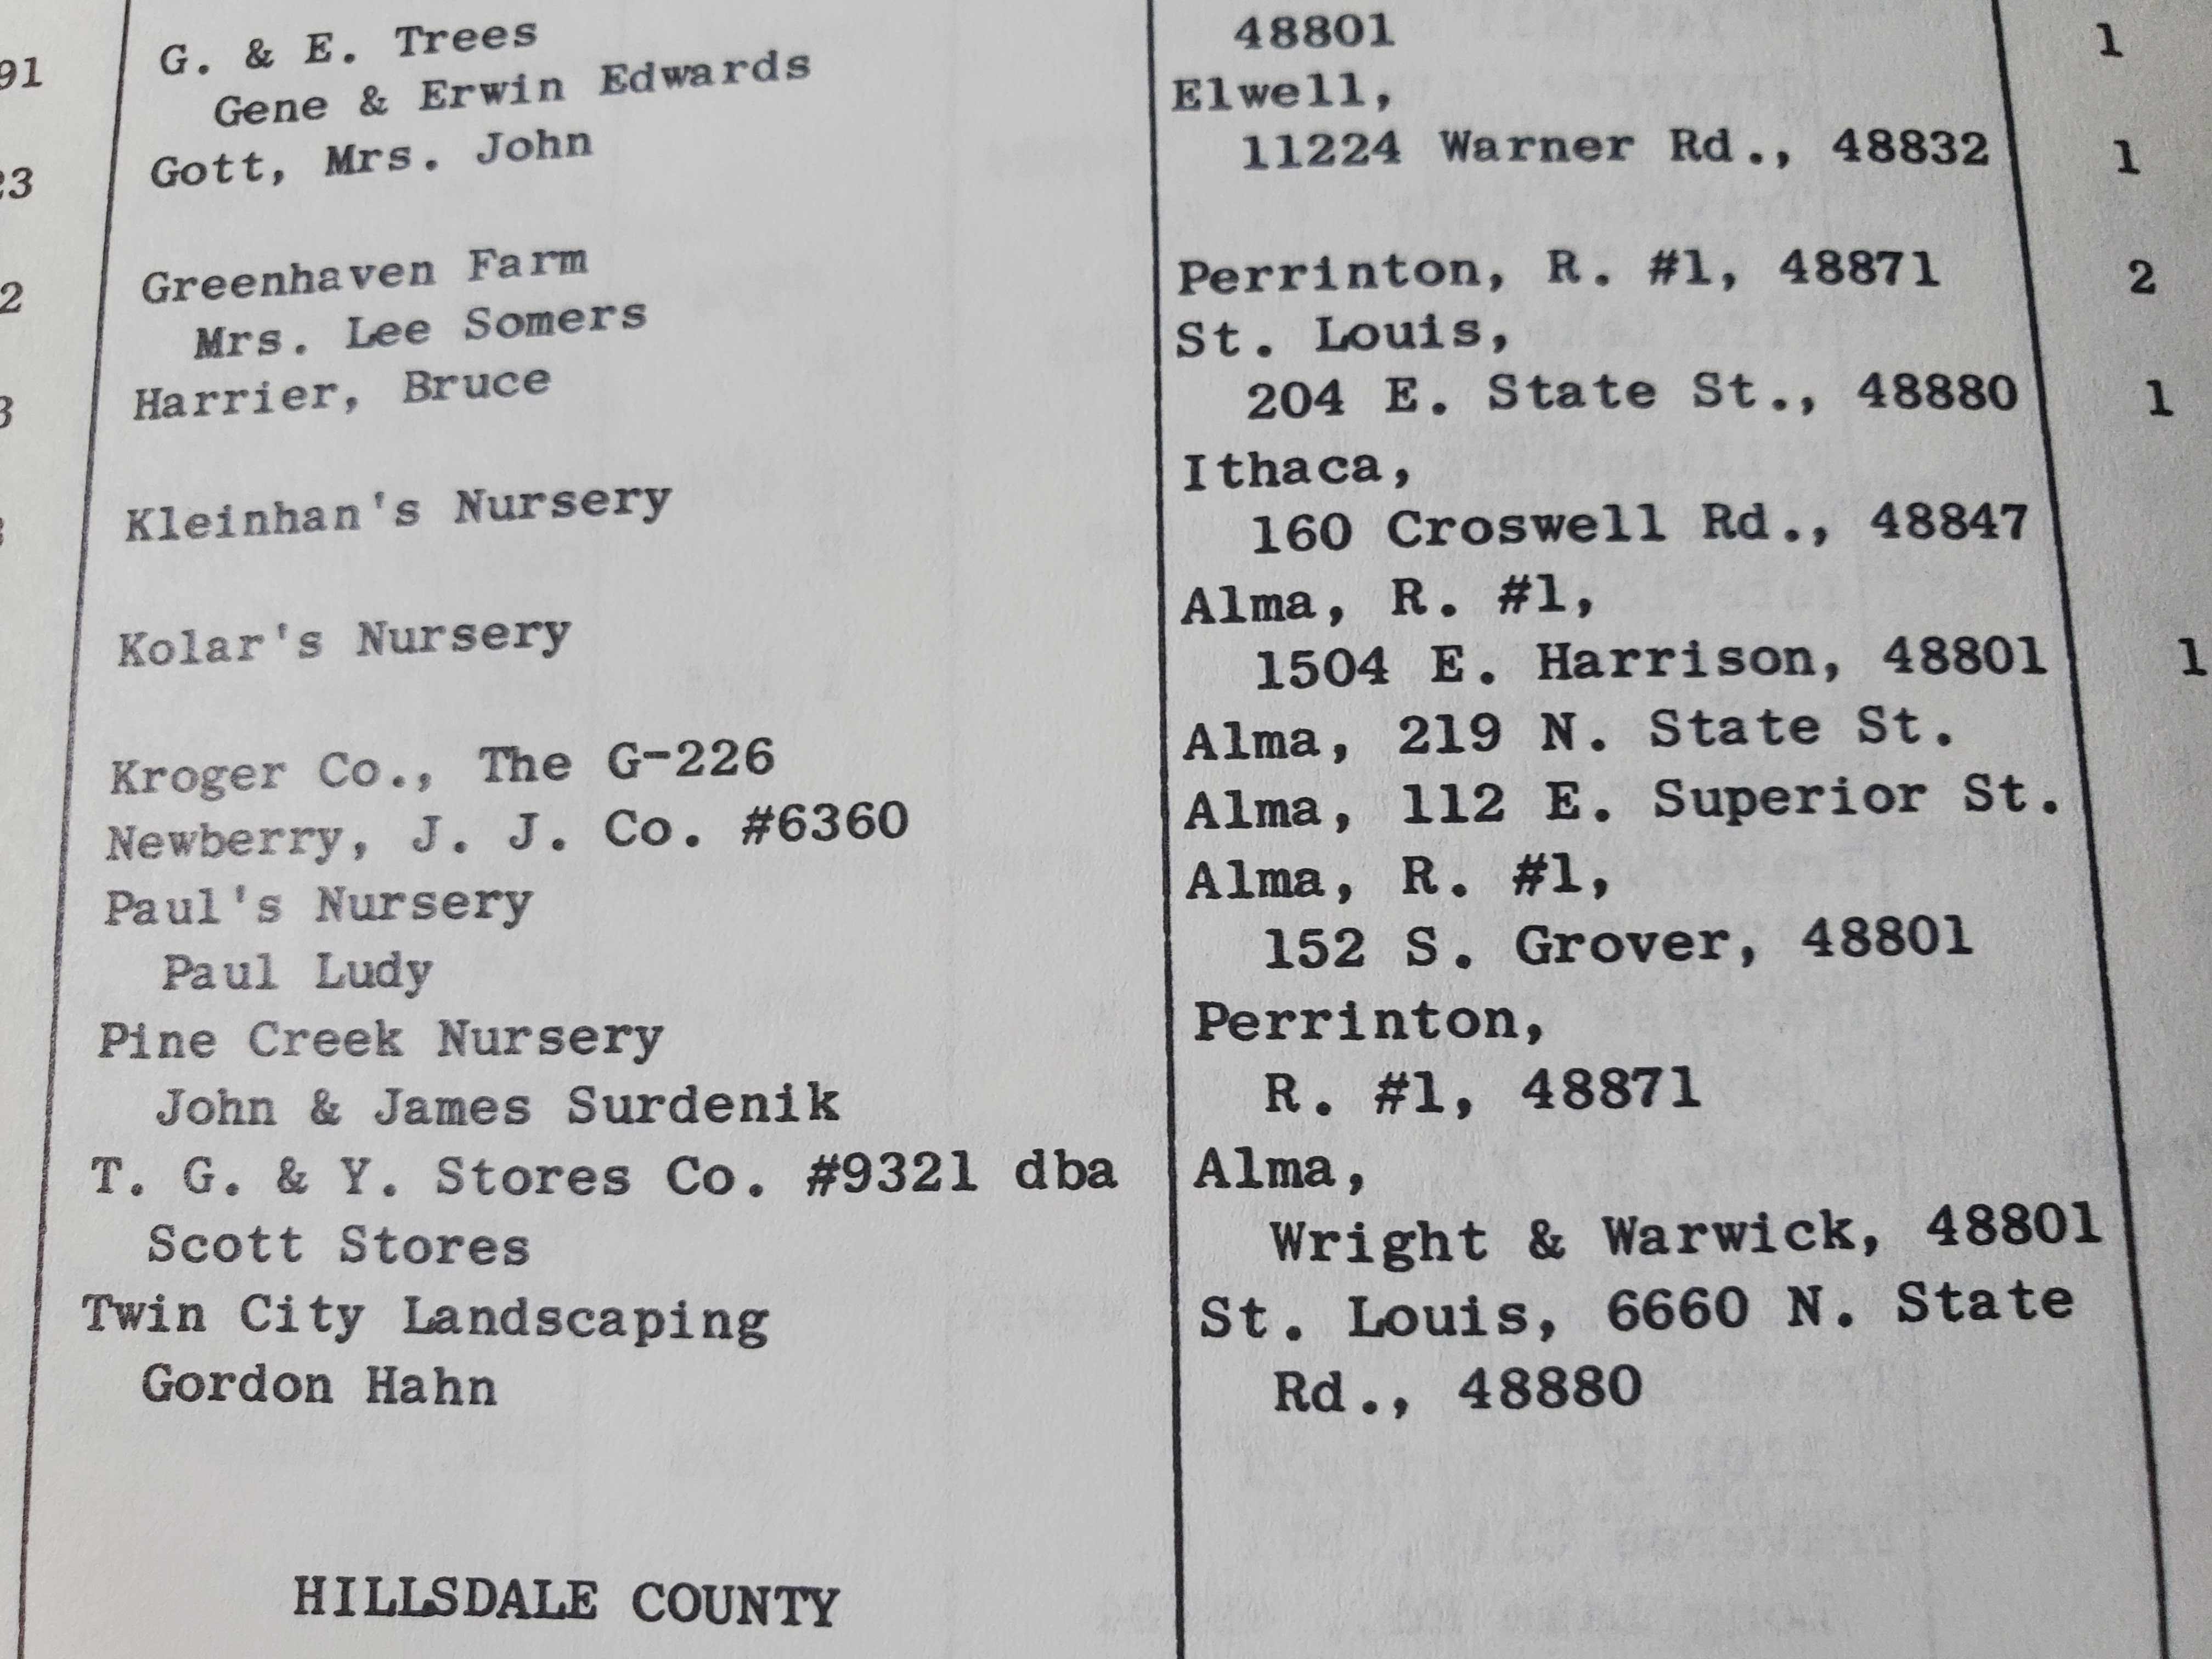 91 G. & E. Trees 48801 1
Gene & Erwin Edwards Elwell,
23 Gott, Mrs. John 11224 Warner Rd., 48832 1
2 Greenhaven Farm Perrinton, R. #1, 48871 2
Mrs. Lee Somers St. Louis,
3 Harrier, Bruce 204 E. State St., 48880 1
Ithaca,
Kleinhan's Nursery 160 Croswell Rd., 48847
Alma, R. #1,
Kolar's Nursery 1504 E. Harrison, 48801 1
Kroger Co., The G-226 Alma, 219 N. State St.
Newberry, J. J. Co. #6360 Alma, 112 E. Superior St.
Paul's Nursery Alma, R. #1,
Paul Ludy 152 S. Grover, 48801
Pine Creek Nursery Perrinton,
John & James Surdenik R. #1, 48871
T. G. & Y. Stores Co. #9321 dba Alma,
Scott Stores Wright & Warwick, 48801
Twin City Landscaping St. Louis, 6660 N. State
Gordon Hahn Rd., 48880
HILLSDALE COUNTY